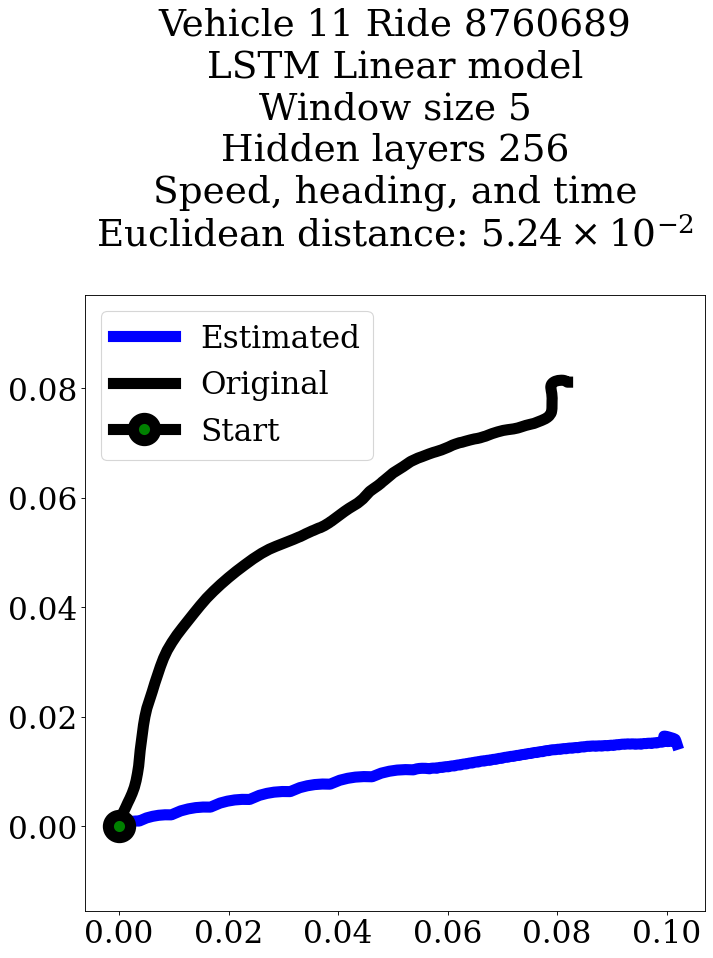 Vehicle 11 Ride 8760689
LSTM Linear model
Window size 5
Hidden layers 256
Speed, heading, and time
Euclidean distance: 5.24 × 10⁻²
Estimated
Original
Start
0.08
0.06
0.04
0.02
0.00
0.00 0.02 0.04 0.06 0.08 0.10